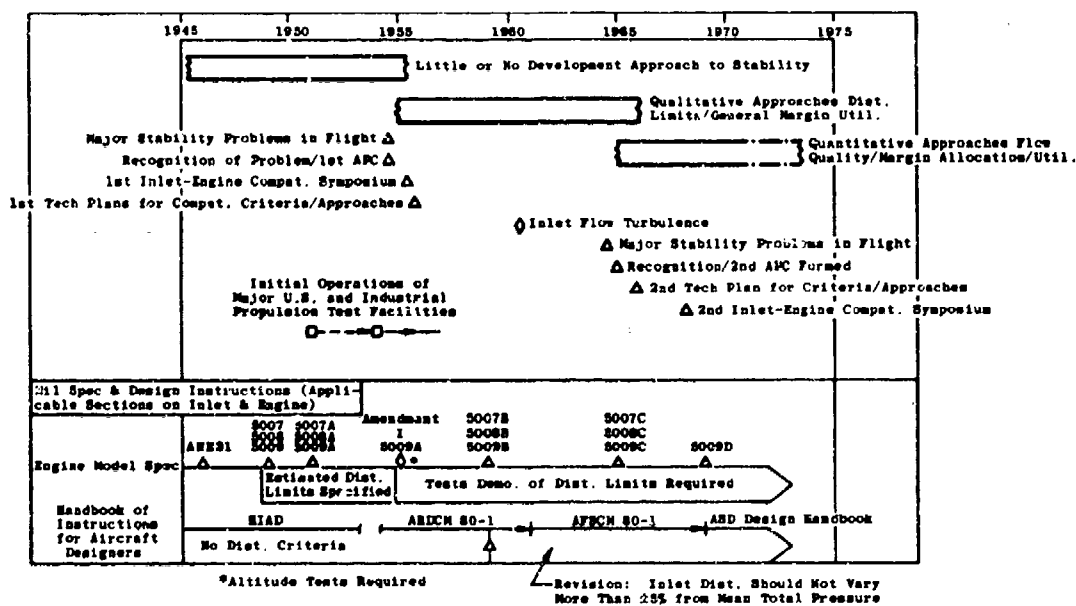 1945 1950 1955 1960 1965 1970 1975
Little or No Development Approach to Stability
Qualitative Approaches Dist.
Limits/General Margin Util.
Major Stability Problems in Flight
Quantitative Approaches Flow
Quality/Margin Allocation/Util.
Recognition of Problem/1st APC
1st Inlet-Engine Compat. Symposium
1st Tech Plans for Compat. Criteria/Approaches
Inlet Flow Turbulence
Major Stability Problems in Flight
Recognition/2nd APC Formed
2nd Tech Plan for Criteria/Approaches
2nd Inlet-Engine Compat. Symposium
Initial Operations of
Major U.S. and Industrial
Propulsion Test Facilities
Mil Spec & Design Instructions (Appli-
cable Sections on Inlet & Engine)
Engine Model Spec
5007
5008
5009
5007A
5008A
5009A
Amendmant
I
5009A
*
5007B
5008B
5009B
5007C
5008C
5009C
5009D
Estimated Dist.
Limits Specified
Tests Demo. of Dist. Limits Required
Handbook of
Instructions
for Aircraft
Designers
HIAD
ARDCM 80-1
AFSCM 80-1
ASD Design Handbook
No Dist. Criteria
*Altitude Tests Required
Revision: Inlet Dist. Should Not Vary
More Than from Mean Total Pressure